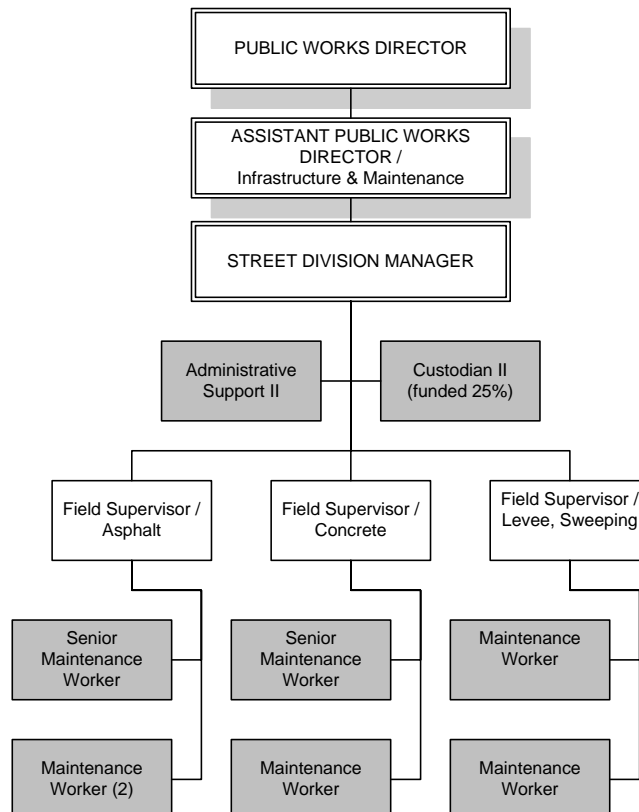 PUBLIC WORKS DIRECTOR
ASSISTANT PUBLIC WORKS
DIRECTOR /
Infrastructure & Maintenance
STREET DIVISION MANAGER
Administrative
Support II
Custodian II
(funded 25%)
Field Supervisor /
Asphalt
Field Supervisor /
Concrete
Field Supervisor /
Levee, Sweeping
Senior
Maintenance
Worker
Senior
Maintenance
Worker
Maintenance
Worker
Maintenance
Worker (2)
Maintenance
Worker
Maintenance
Worker